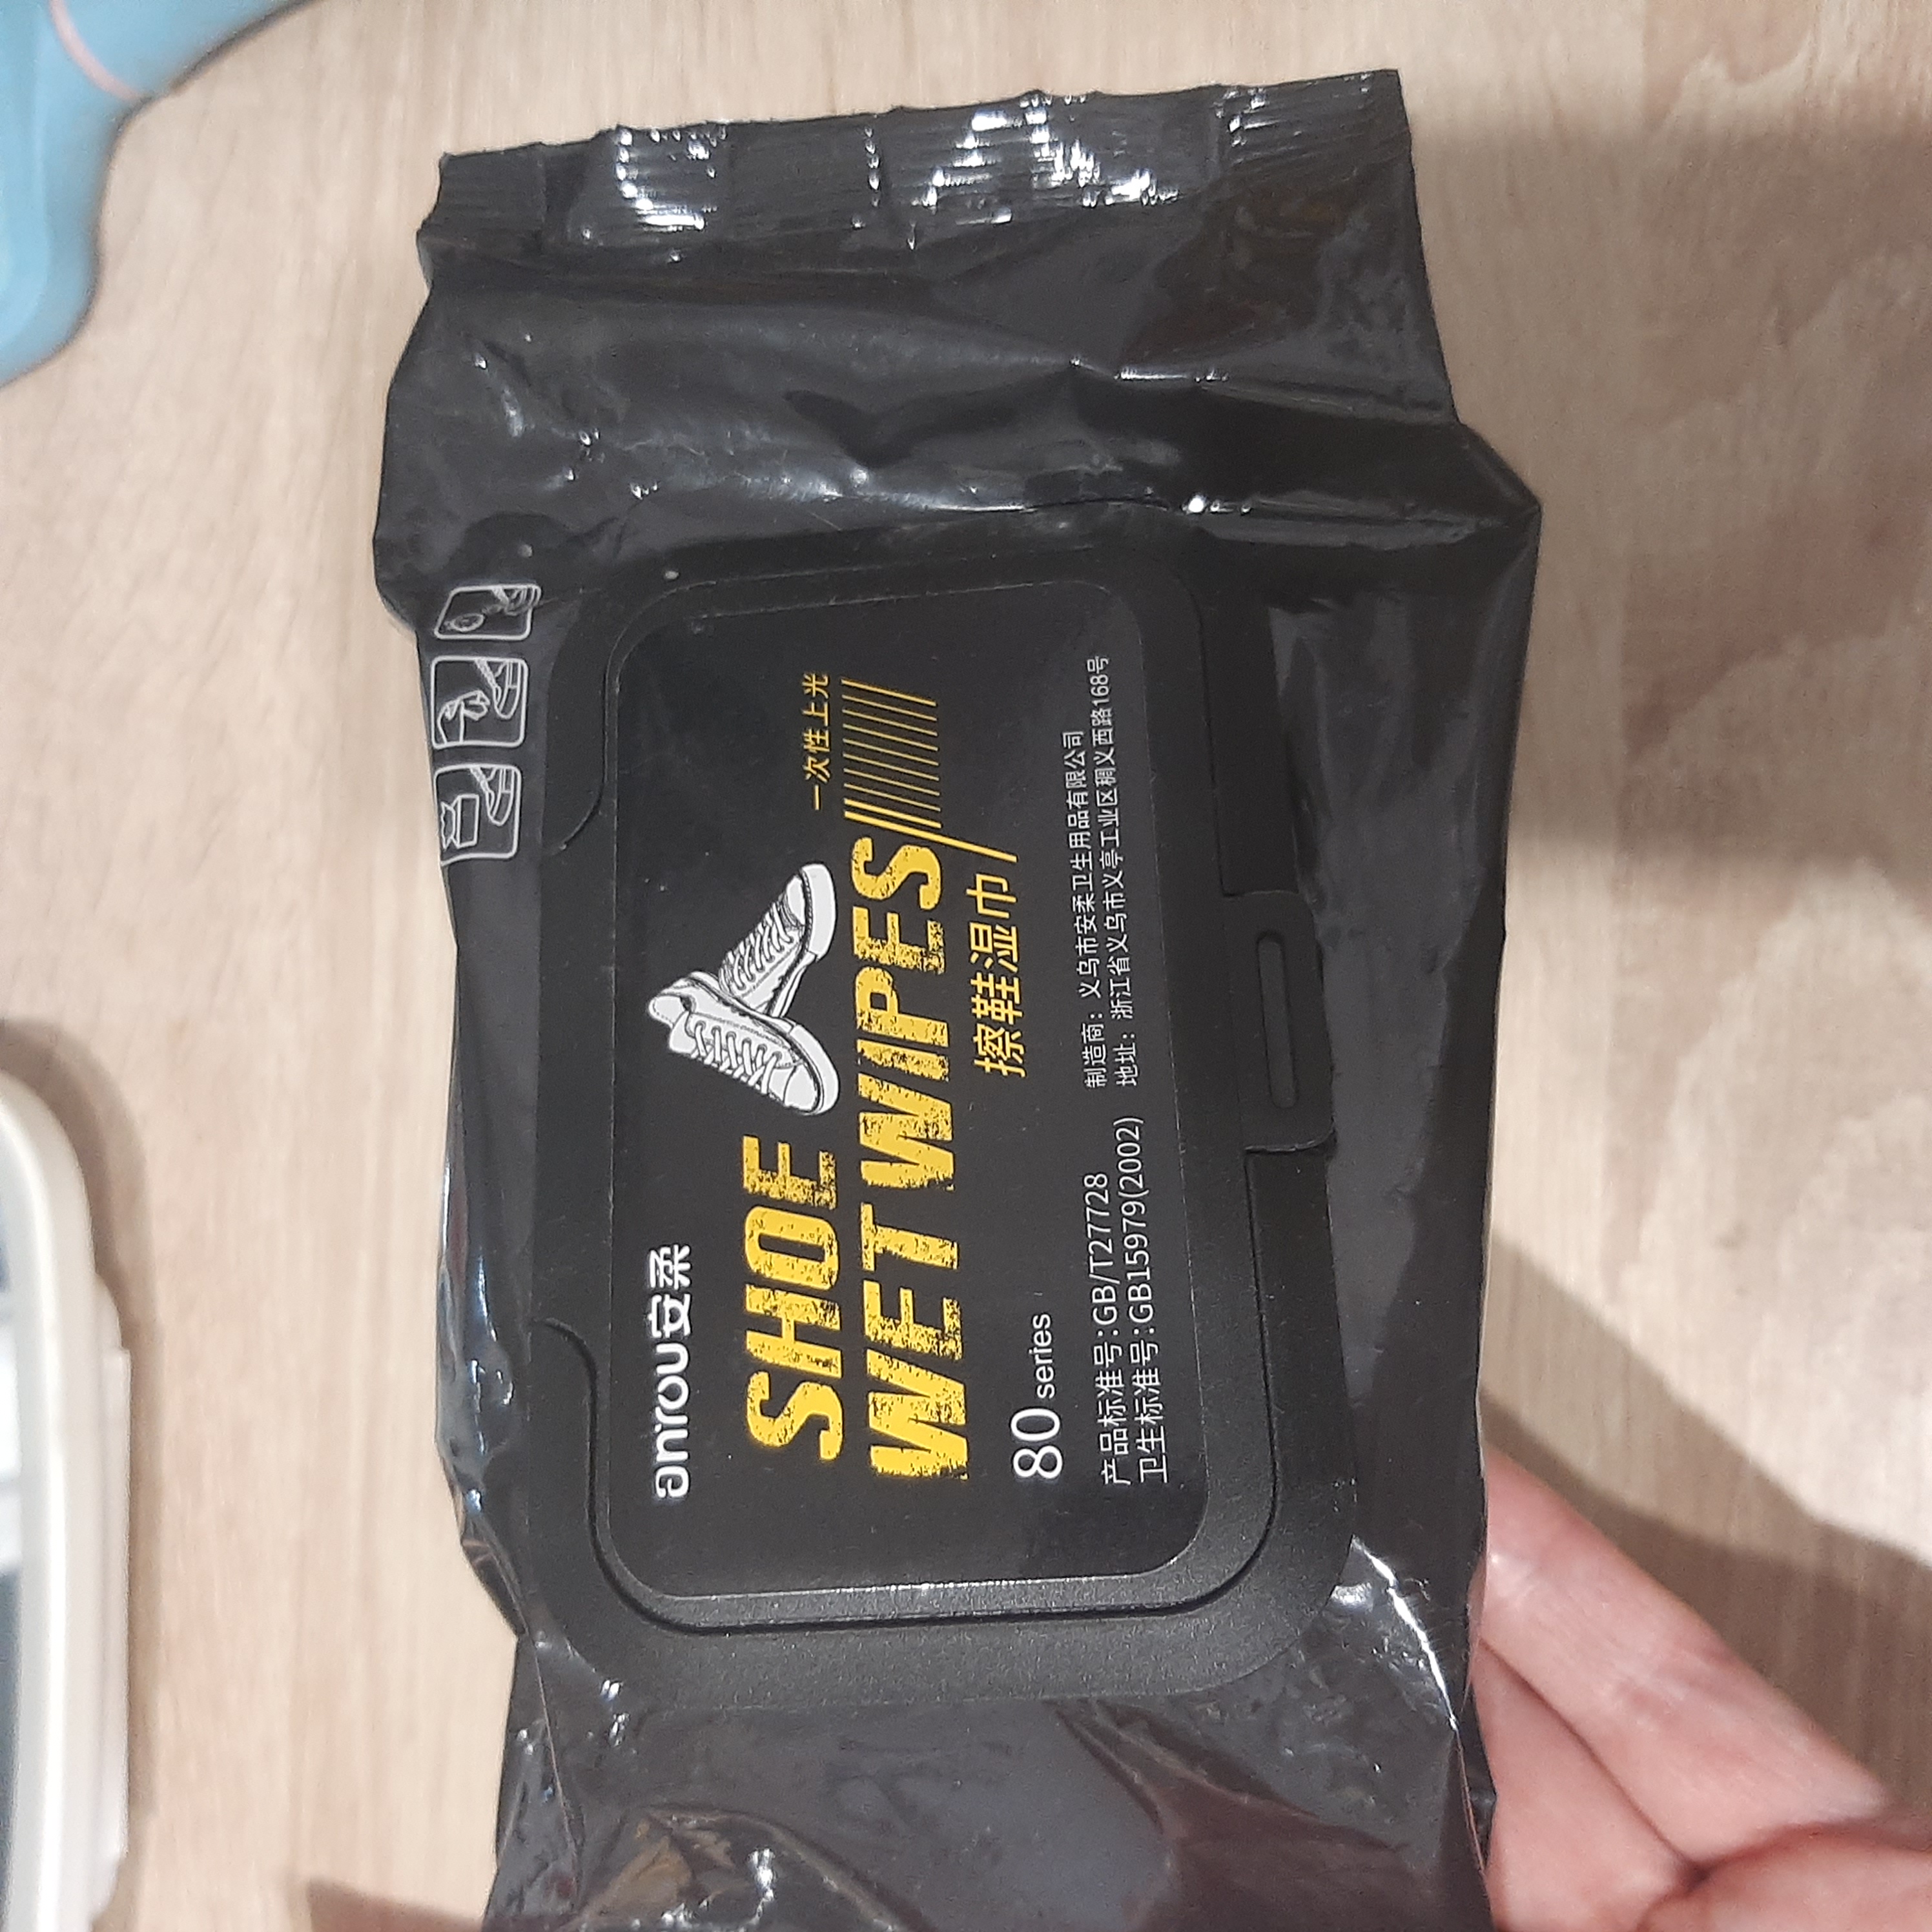 anrou安柔
SHOE
一次性上光
WET WIPES
擦鞋湿巾
80 series
产品标准号:GB/T27728
卫生标准号:GB15979(2002)
制造商：义乌市安柔卫生用品有限公司
地址：浙江省义乌市义亭工业区稠义西路168号